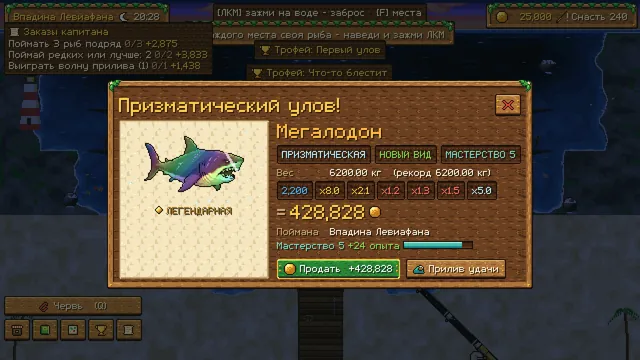 Впадина Левиафана 20:28
[ЛКМ] зажми на воде - заброс [F] места
25,000 ! Снасть 240
Заказы капитана
Поймать 3 рыб подряд 0/3 +2,875
Поймай редких или лучше: 2 0/2 +3,833
Выиграть волну прилива (1) 0/1 +1,438
каждого места своя рыба - наведи и зажми ЛКМ
Трофей: Первый улов
Трофей: Что-то блестит
Призматический улов!
Мегалодон
ПРИЗМАТИЧЕСКАЯ НОВЫЙ ВИД МАСТЕРСТВО 5
Вес 6200.00 кг (рекорд 6200.00 кг)
2,200 x8.0 x2.1 x1.2 x1.3 x1.5 x5.0
=428,828
ЛЕГЕНДАРНАЯ
Поймана Впадина Левиафана
Мастерство 5 +24 опыта
Продать +428,828
Прилив удачи
Червь (Q)